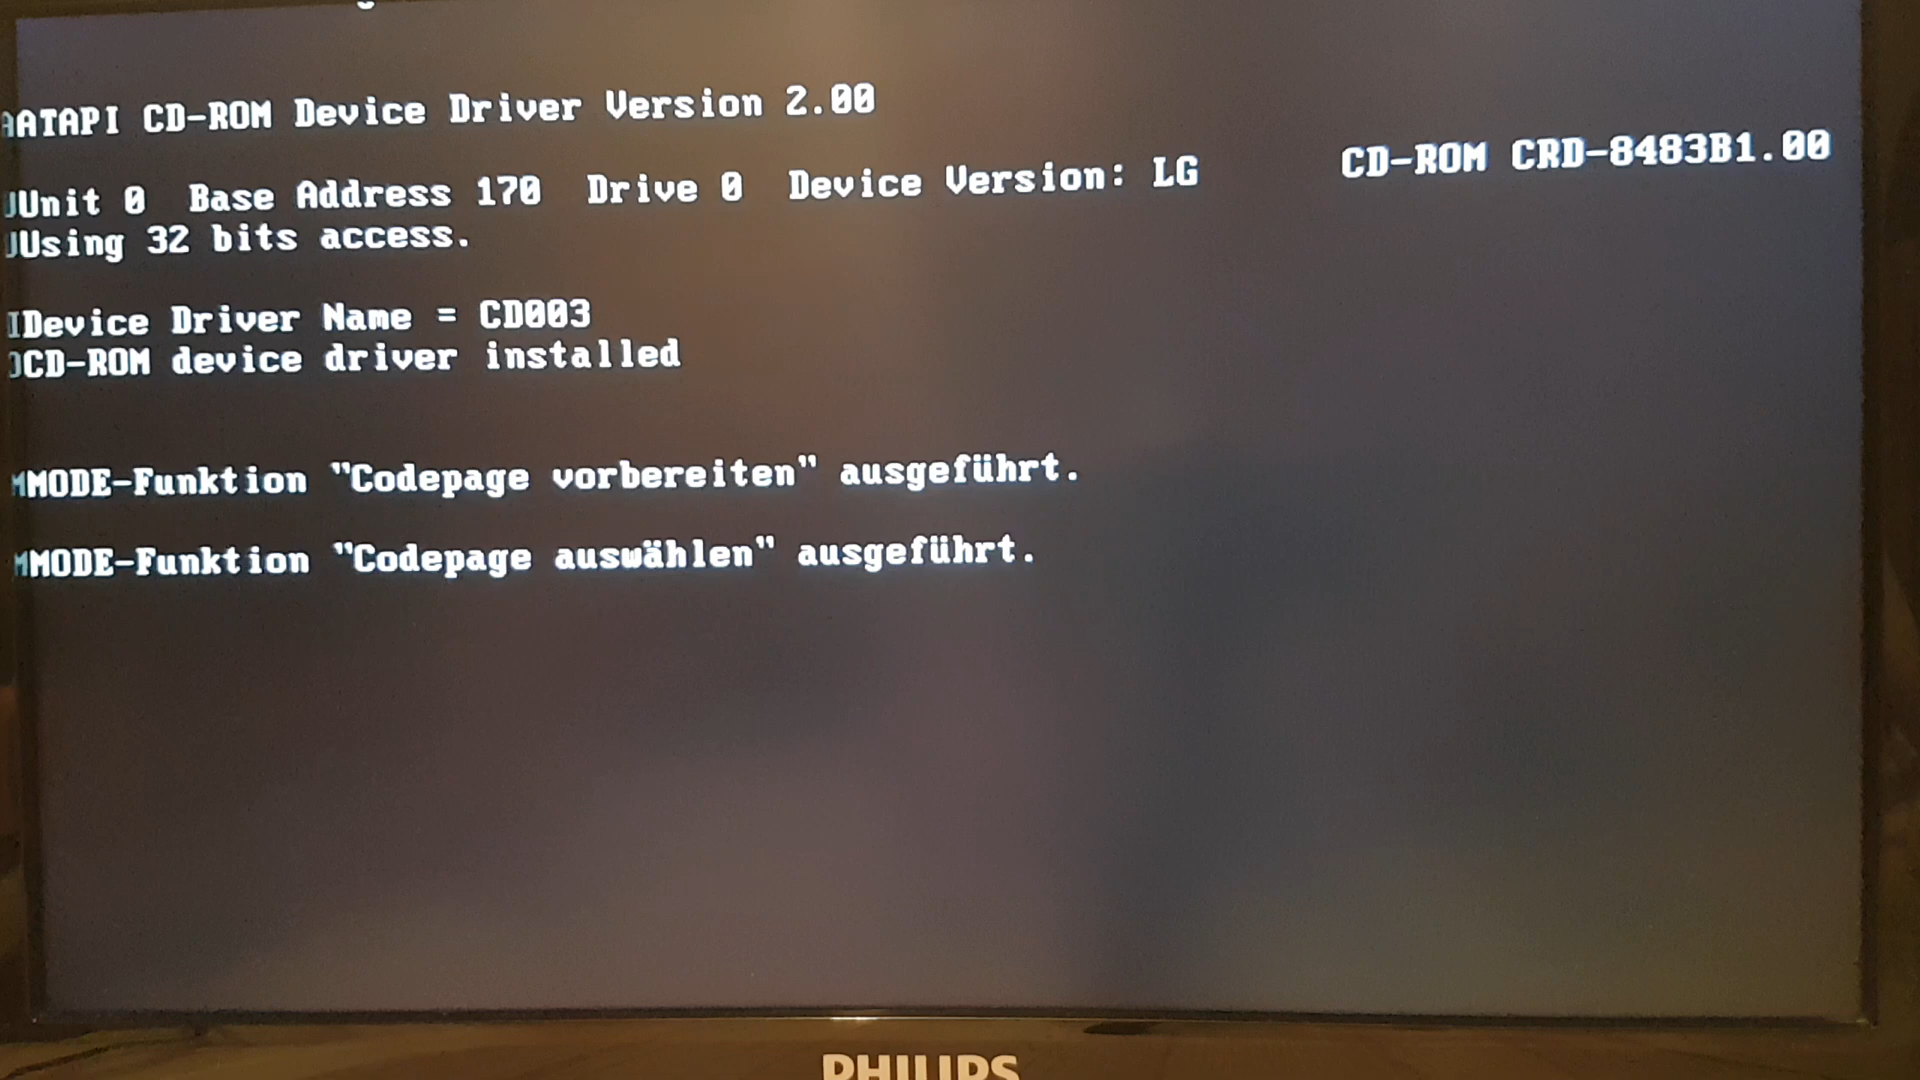 ATAPI CD-ROM Device Driver Version 2.00
Unit 0 Base Address 170 Drive 0 Device Version: LG CD-ROM CRD-8483B1.00
Using 32 bits access.
Device Driver Name = CD003
CD-ROM device driver installed
MODE-Funktion "Codepage vorbereiten" ausgeführt.
MODE-Funktion "Codepage auswählen" ausgeführt.
PHILIPS